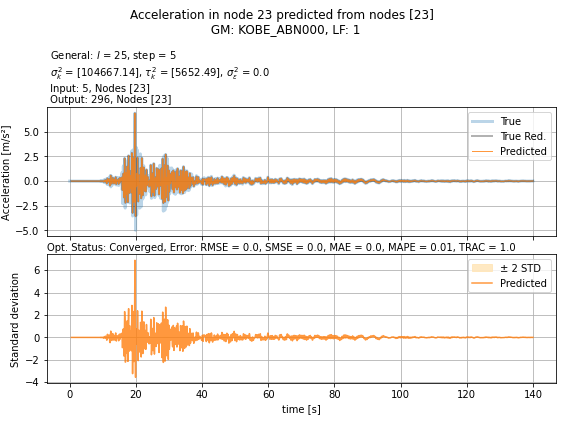 Acceleration in node 23 predicted from nodes [23]
GM: KOBE_ABN000, LF: 1
General: l = 25, step = 5
σ²ₖ = [104667.14], τ²ₖ = [5652.49], σ²ε = 0.0
Input: 5, Nodes [23]
Output: 296, Nodes [23]
Acceleration [m/s²]
5.0
2.5
0.0
−2.5
−5.0
True
True Red.
Predicted
Opt. Status: Converged, Error: RMSE = 0.0, SMSE = 0.0, MAE = 0.0, MAPE = 0.01, TRAC = 1.0
Standard deviation
6
4
2
0
−2
−4
± 2 STD
Predicted
0 20 40 60 80 100 120 140
time [s]